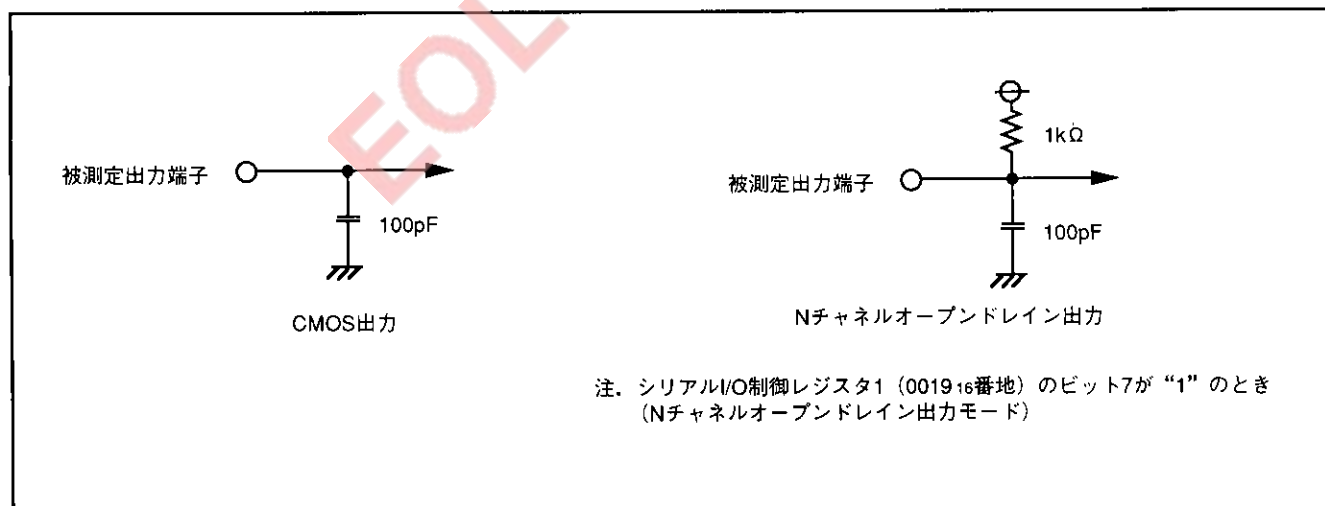 EOL
被測定出力端子
100pF
CMOS出力
1kΩ
被測定出力端子
100pF
Nチャネルオープンドレイン出力
注. シリアルI/O制御レジスタ1（0019₁₆番地）のビット7が“1”のとき
（Nチャネルオープンドレイン出力モード）